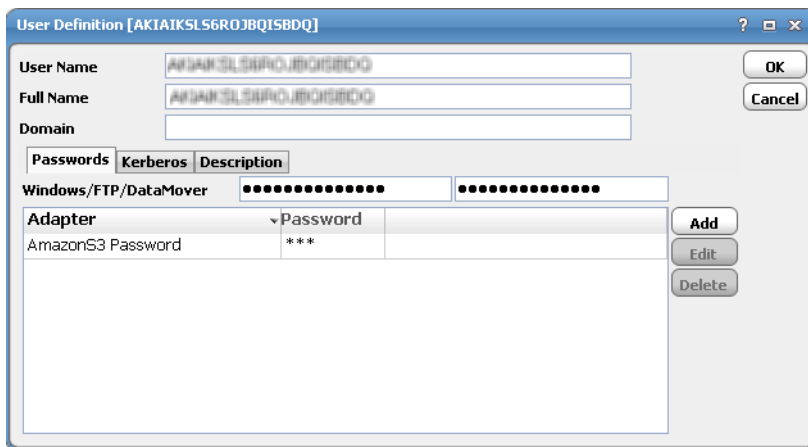 User Definition [AKIAIKSLS6ROJBQISBDQ]
User Name
OK
Full Name
Cancel
Domain
Passwords Kerberos Description
Windows/FTP/DataMover ●●●●●●●●●●●●●● ●●●●●●●●●●●●●●
Adapter Password
Add
AmazonS3 Password ***
Edit
Delete